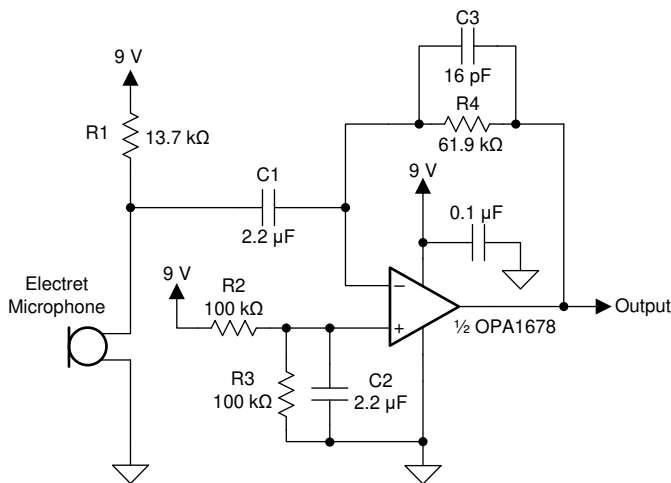 C3
16 pF
R4
61.9 kΩ
9 V
R1
13.7 kΩ
C1
2.2 µF
9 V
0.1 µF
Electret
Microphone
9 V
R2
100 kΩ
−
+
½ OPA1678
Output
R3
100 kΩ
C2
2.2 µF